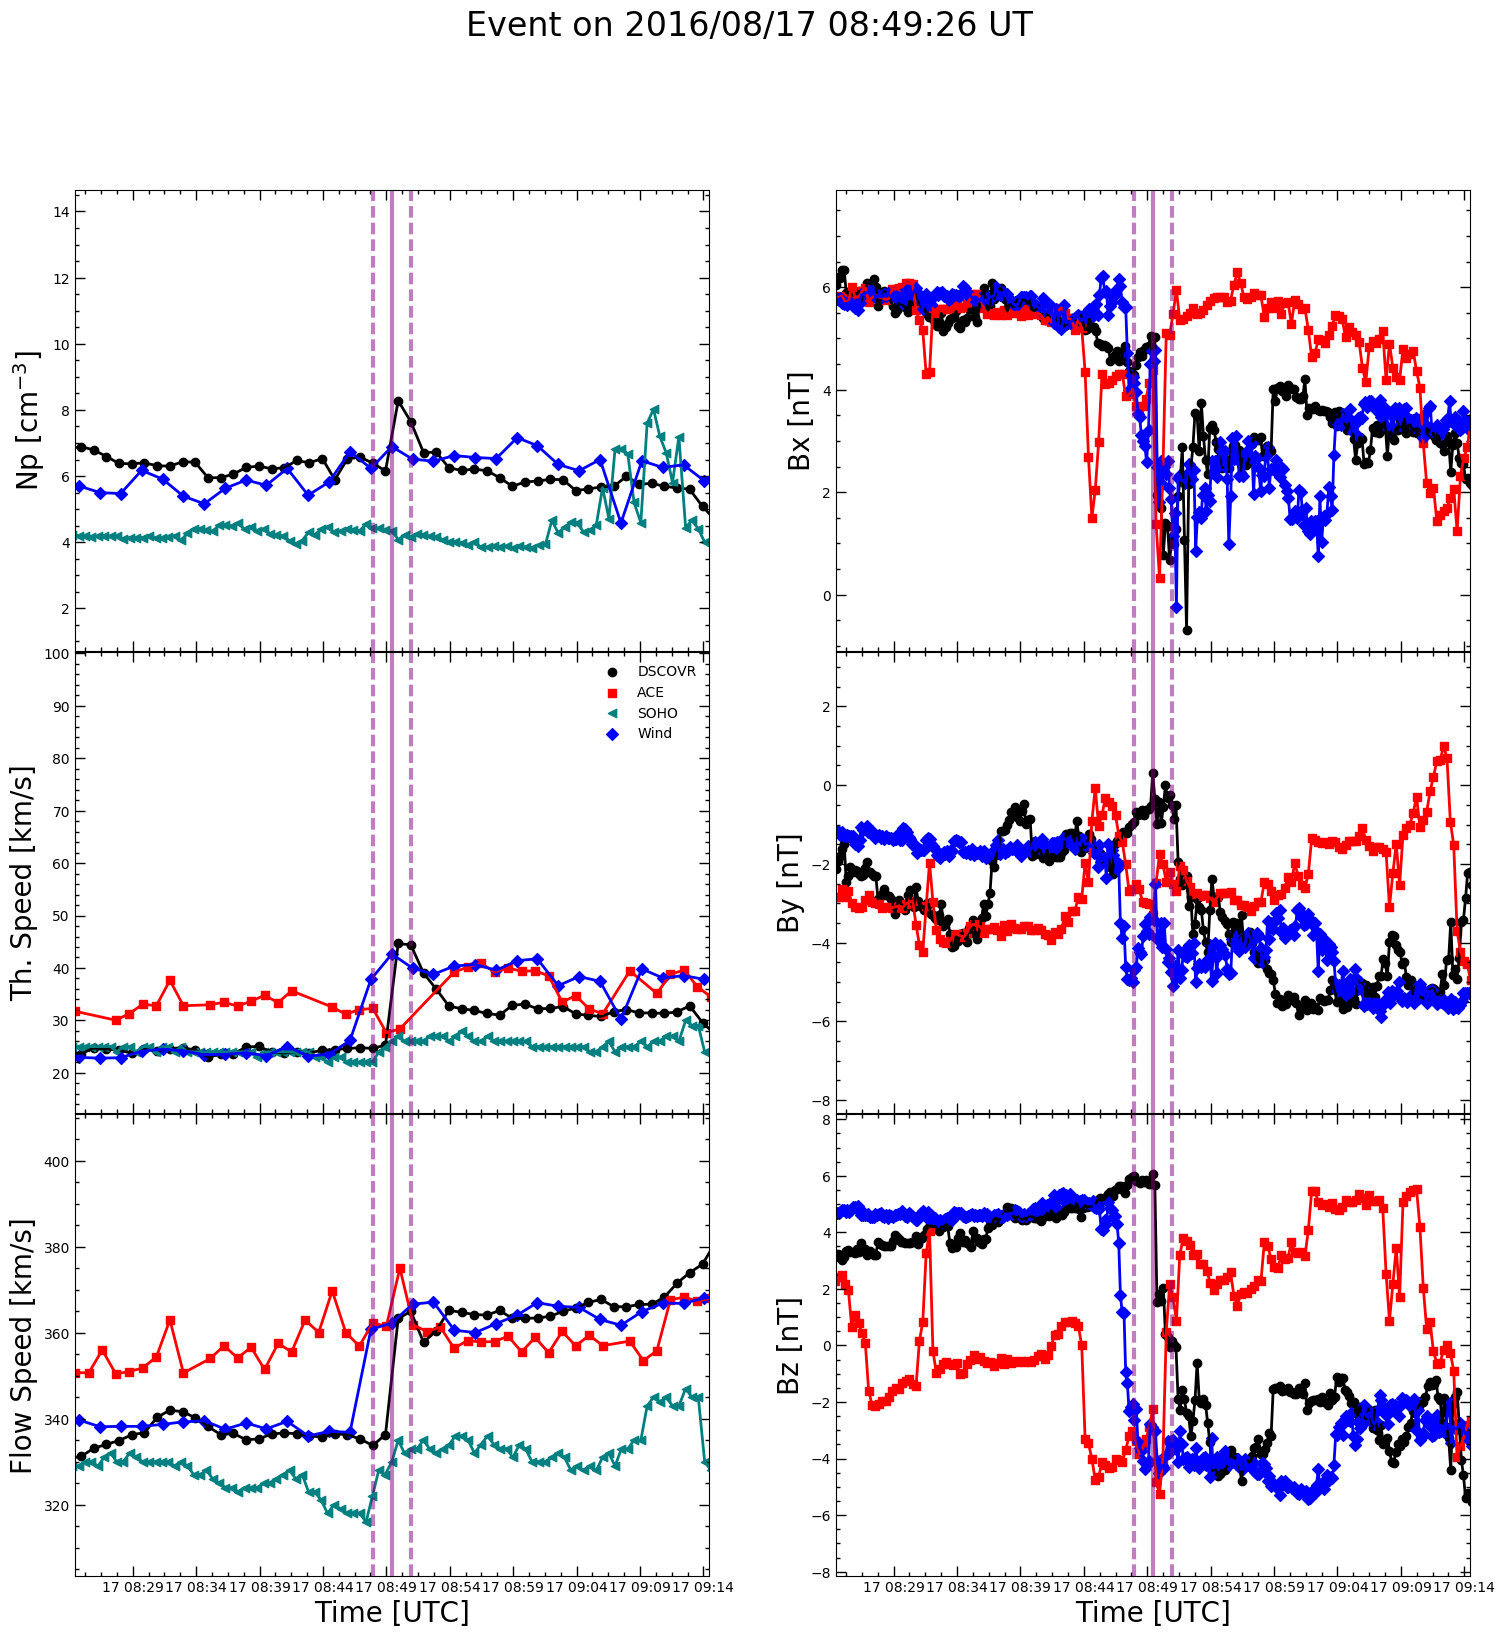 Event on 2016/08/17 08:49:26 UT
Np [cm⁻³]
14
12
10
8
6
4
2
Bx [nT]
6
4
2
0
Th. Speed [km/s]
100
90
80
70
60
50
40
30
20
DSCOVR
ACE
SOHO
Wind
By [nT]
2
0
−2
−4
−6
−8
Flow Speed [km/s]
400
380
360
340
320
Bz [nT]
8
6
4
2
0
−2
−4
−6
−8
17 08:29 17 08:34 17 08:39 17 08:44 17 08:49 17 08:54 17 08:59 17 09:04 17 09:09 17 09:14
Time [UTC]
17 08:29 17 08:34 17 08:39 17 08:44 17 08:49 17 08:54 17 08:59 17 09:04 17 09:09 17 09:14
Time [UTC]